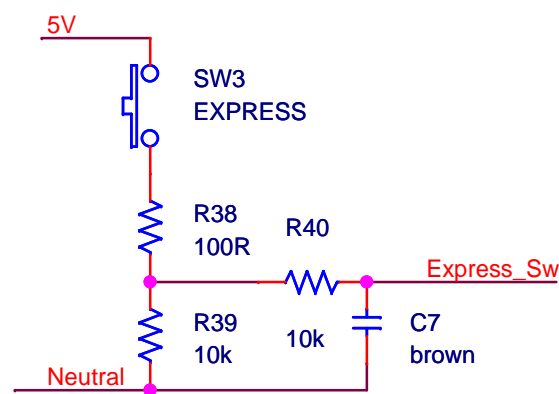 5V
SW3
EXPRESS
R38
100R
R40
Express_Sw
R39
10k
10k
C7
brown
Neutral